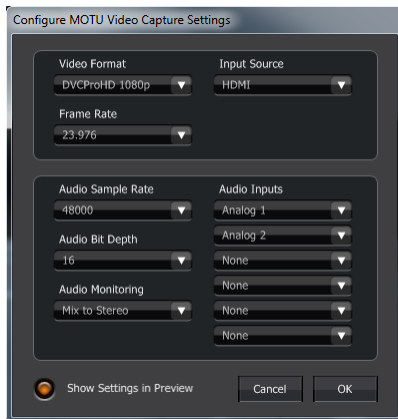 Configure MOTU Video Capture Settings
Video Format
Input Source
DVCProHD 1080p
HDMI
Frame Rate
23.976
Audio Sample Rate
Audio Inputs
48000
Analog 1
Audio Bit Depth
Analog 2
16
None
Audio Monitoring
None
Mix to Stereo
None
None
Show Settings in Preview
Cancel
OK